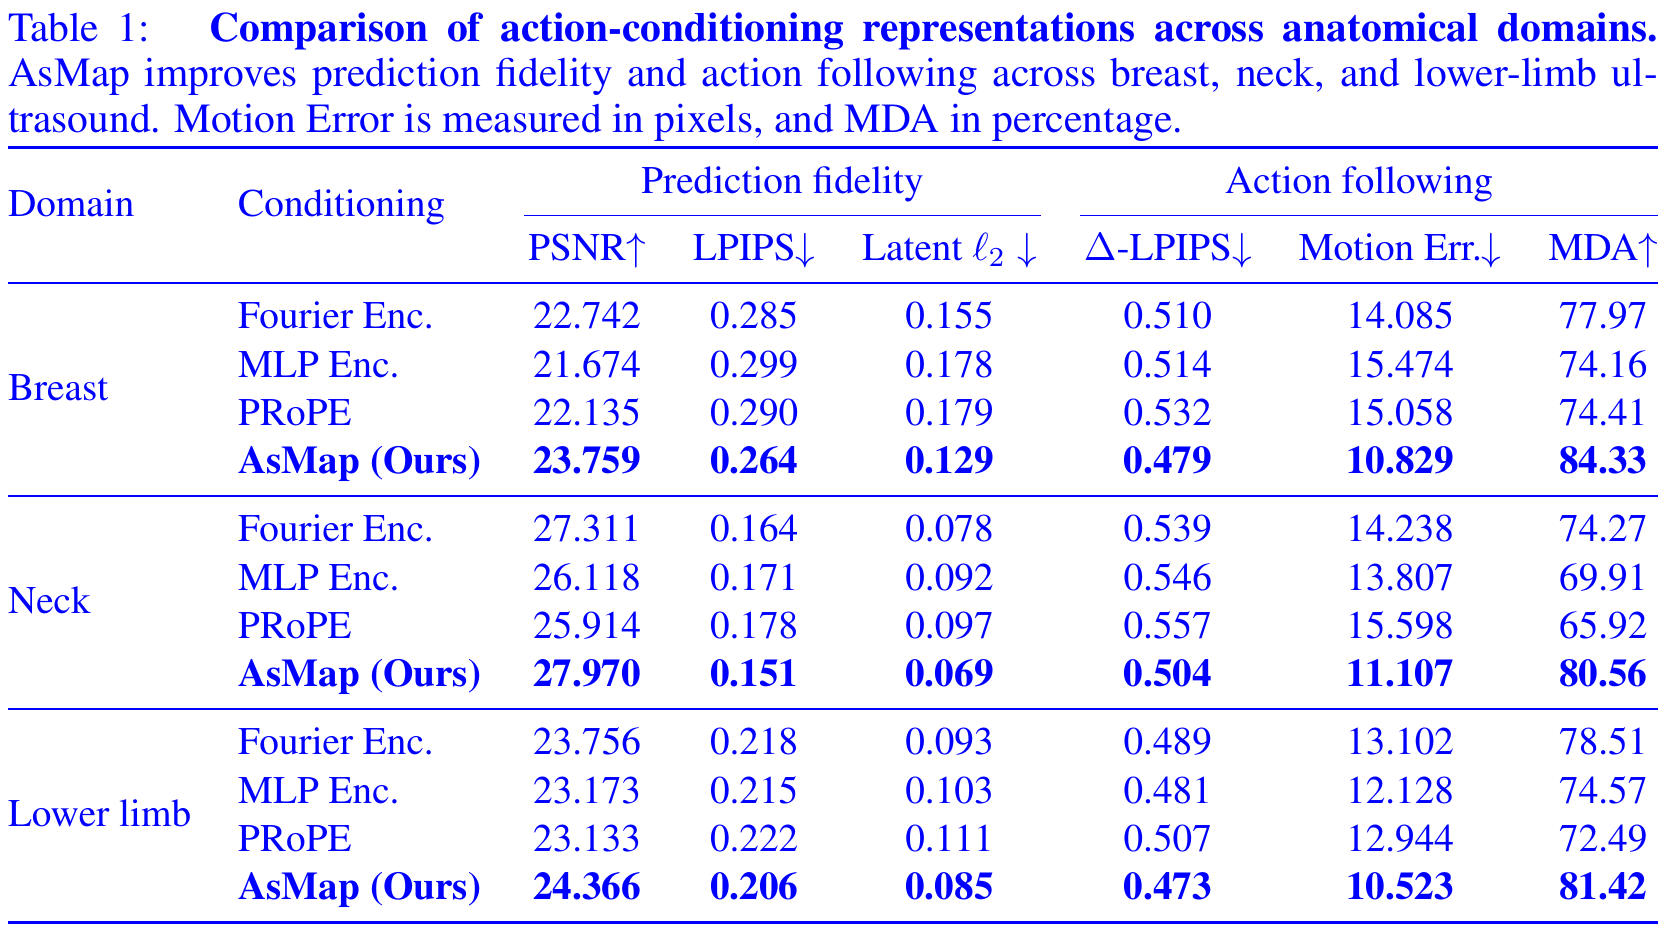 Table 1: Comparison of action-conditioning representations across anatomical domains.
AsMap improves prediction fidelity and action following across breast, neck, and lower-limb ul-
trasound. Motion Error is measured in pixels, and MDA in percentage.
Domain Conditioning Prediction fidelity Action following
PSNR↑ LPIPS↓ Latent ℓ2 ↓ Δ-LPIPS↓ Motion Err.↓ MDA↑
Breast
Fourier Enc. 22.742 0.285 0.155 0.510 14.085 77.97
MLP Enc. 21.674 0.299 0.178 0.514 15.474 74.16
PRoPE 22.135 0.290 0.179 0.532 15.058 74.41
AsMap (Ours) 23.759 0.264 0.129 0.479 10.829 84.33
Neck
Fourier Enc. 27.311 0.164 0.078 0.539 14.238 74.27
MLP Enc. 26.118 0.171 0.092 0.546 13.807 69.91
PRoPE 25.914 0.178 0.097 0.557 15.598 65.92
AsMap (Ours) 27.970 0.151 0.069 0.504 11.107 80.56
Lower limb
Fourier Enc. 23.756 0.218 0.093 0.489 13.102 78.51
MLP Enc. 23.173 0.215 0.103 0.481 12.128 74.57
PRoPE 23.133 0.222 0.111 0.507 12.944 72.49
AsMap (Ours) 24.366 0.206 0.085 0.473 10.523 81.42